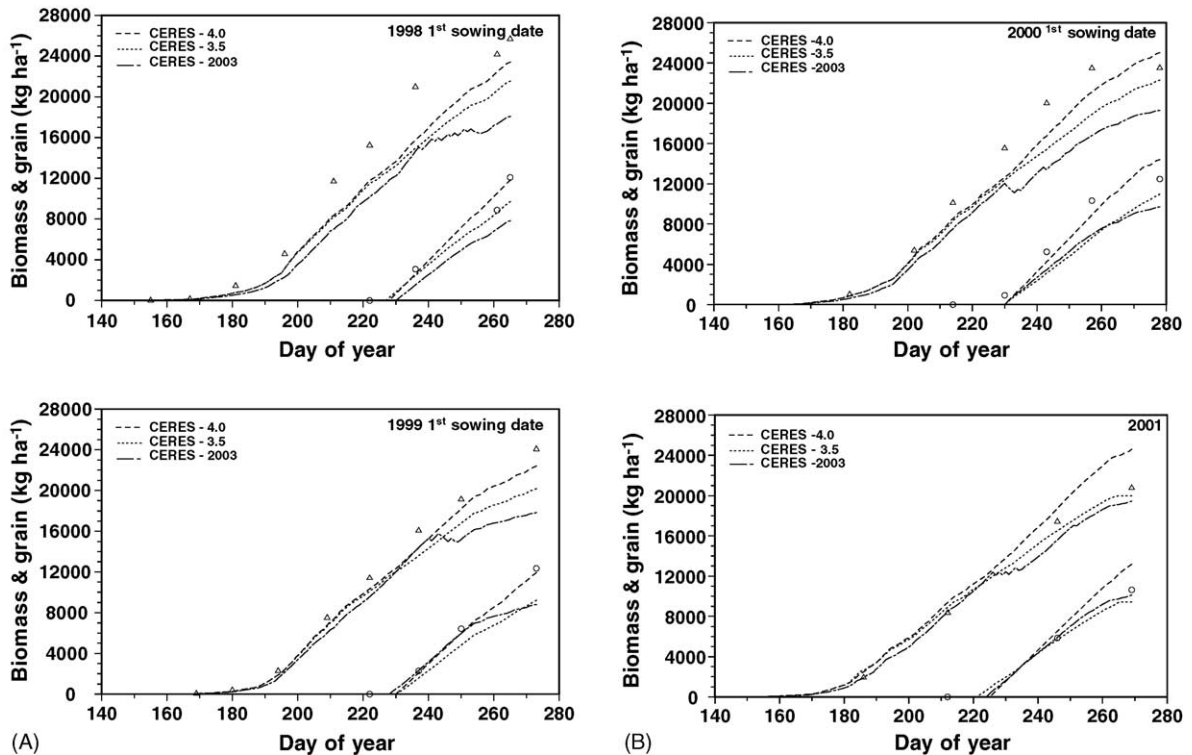 28000
24000
20000
16000
12000
8000
4000
0
Biomass & grain (kg ha⁻¹)
CERES - 4.0
CERES - 3.5
CERES - 2003
1998 1st sowing date
140 160 180 200 220 240 260 280
Day of year
28000
24000
20000
16000
12000
8000
4000
0
Biomass & grain (kg ha⁻¹)
CERES -4.0
CERES -3.5
CERES -2003
2000 1st sowing date
140 160 180 200 220 240 260 280
Day of year
28000
24000
20000
16000
12000
8000
4000
0
Biomass & grain (kg ha⁻¹)
CERES - 4.0
CERES - 3.5
CERES - 2003
1999 1st sowing date
140 160 180 200 220 240 260 280
Day of year
(A)
28000
24000
20000
16000
12000
8000
4000
0
Biomass & grain (kg ha⁻¹)
CERES -4.0
CERES - 3.5
CERES -2003
2001
140 160 180 200 220 240 260 280
Day of year
(B)